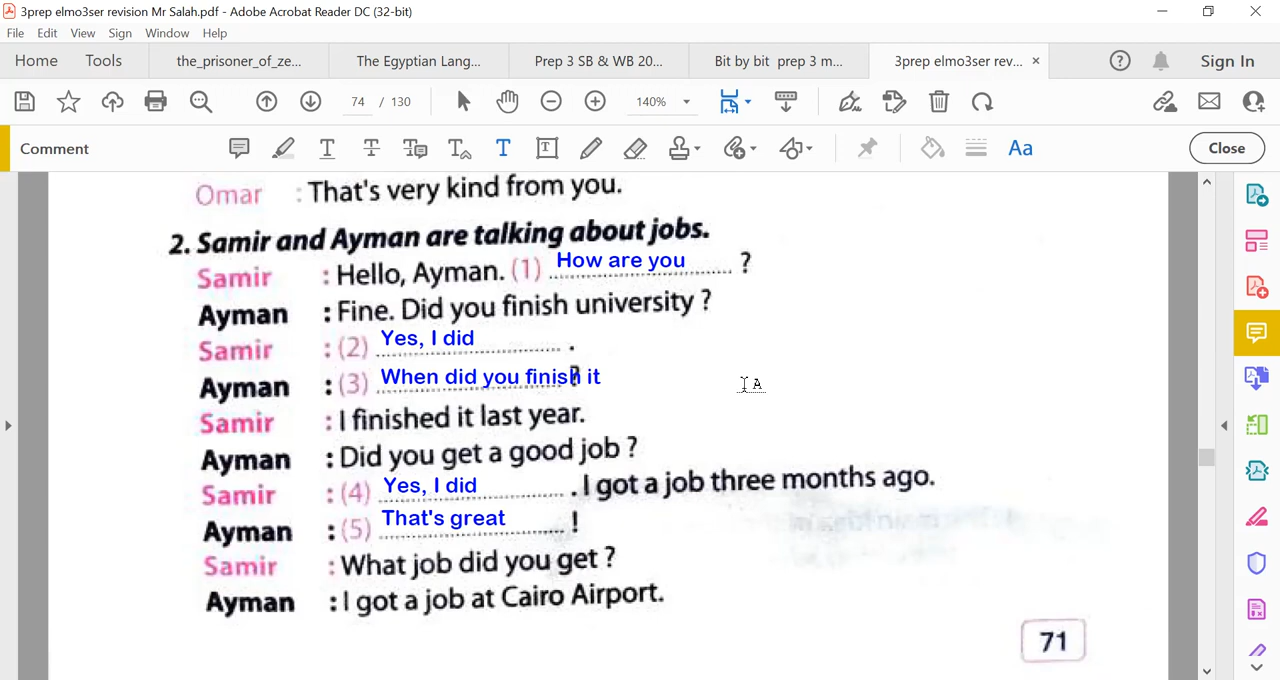 3prep elmo3ser revision Mr Salah.pdf - Adobe Acrobat Reader DC (32-bit)
File Edit View Sign Window Help
Home Tools the_prisoner_of_ze... The Egyptian Lang... Prep 3 SB & WB 20... Bit by bit prep 3 m... 3prep elmo3ser rev... × Sign In
74 / 130 140%
Comment Close
Omar : That's very kind from you.
2. Samir and Ayman are talking about jobs.
Samir : Hello, Ayman. (1) How are you ?
Ayman : Fine. Did you finish university ?
Samir : (2) Yes, I did .
Ayman : (3) When did you finish it ?
Samir : I finished it last year.
Ayman : Did you get a good job ?
Samir : (4) Yes, I did . I got a job three months ago.
Ayman : (5) That's great !
Samir : What job did you get ?
Ayman : I got a job at Cairo Airport.
71